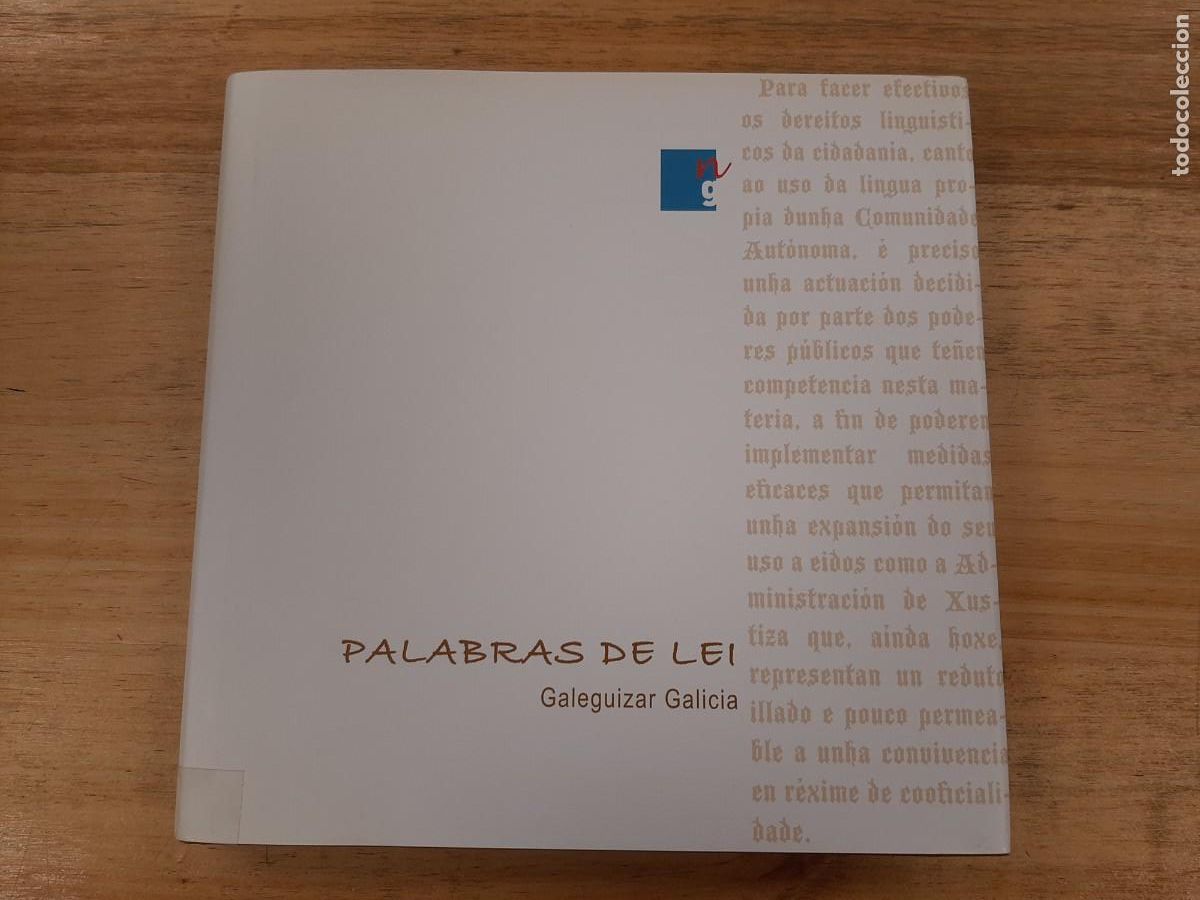 todocoleccion
n
g
Para facer efectivos
os dereitos linguisti-
cos da cidadania, canto
ao uso da lingua pro-
pia dunha Comunidade
Autónoma, é preciso
unha actuación decidi-
da por parte dos pode-
res públicos que teñen
competencia nesta ma-
teria, a fin de poderen
implementar medidas
eficaces que permitan
unha expansión do seu
uso a eidos como a Ad-
ministración de Xus-
tiza que, ainda hoxe,
representan un reduto
illado e pouco permea-
ble a unha convivencia
en réxime de cooficiali-
dade.
PALABRAS DE LEI
Galeguizar Galicia